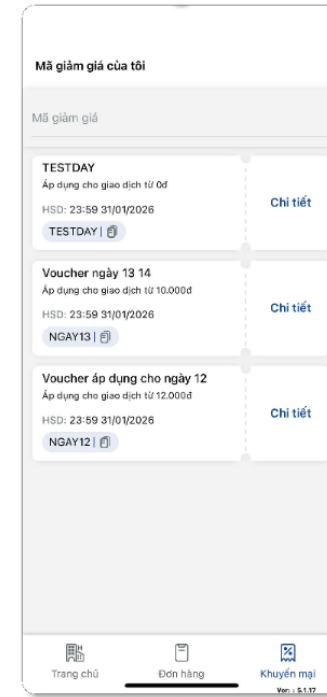 Mã giảm giá của tôi
Mã giảm giá
TESTDAY
Áp dụng cho giao dịch từ 0đ
HSD: 23:59 31/01/2026
TESTDAY |
Chi tiết
Voucher ngày 13 14
Áp dụng cho giao dịch từ 10.000đ
HSD: 23:59 31/01/2026
NGAY13 |
Chi tiết
Voucher áp dụng cho ngày 12
Áp dụng cho giao dịch từ 12.000đ
HSD: 23:59 31/01/2026
NGAY12 |
Chi tiết
Trang chủ
Đơn hàng
Khuyến mại
Ver: : 5.1.17